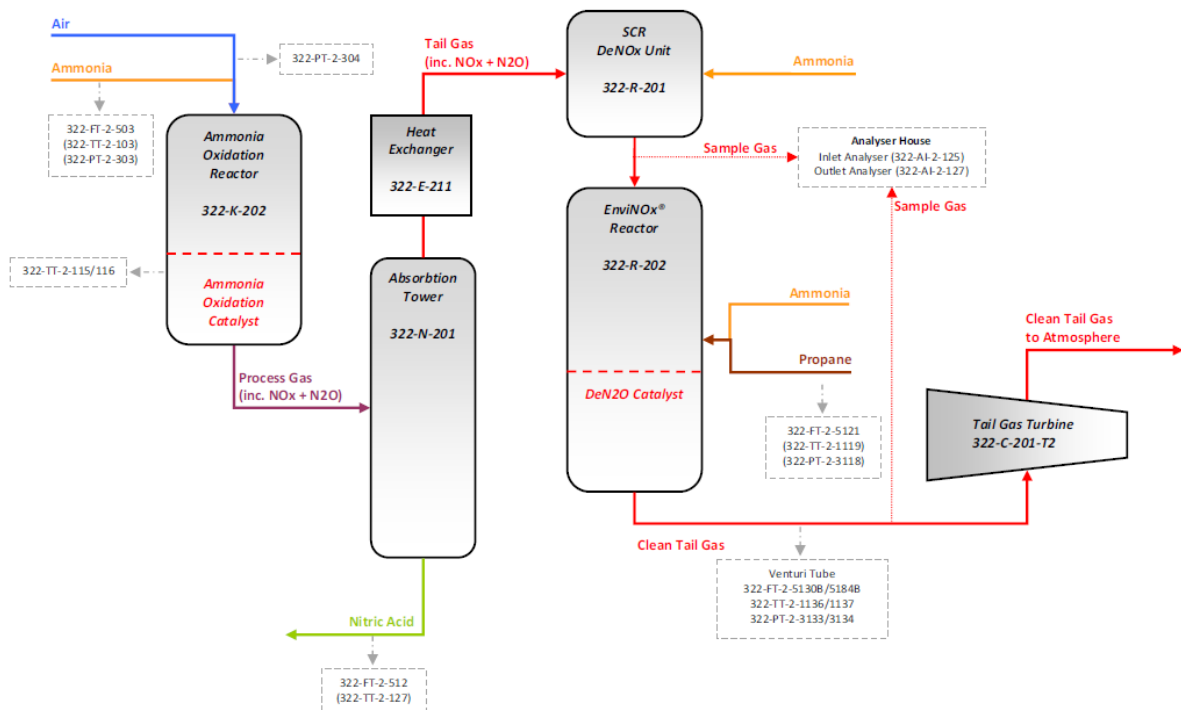 Air
Ammonia
322-PT-2-304
322-FT-2-503
(322-TT-2-103)
(322-PT-2-303)
Ammonia
Oxidation
Reactor
322-K-202
322-TT-2-115/116
Ammonia
Oxidation
Catalyst
Process Gas
(inc. NOx + N2O)
Tail Gas
(inc. NOx + N2O)
Heat
Exchanger
322-E-211
Absorbtion
Tower
322-N-201
Nitric Acid
322-FT-2-512
(322-TT-2-127)
SCR
DeNOx Unit
322-R-201
Ammonia
Sample Gas
Analyser House
Inlet Analyser (322-AI-2-125)
Outlet Analyser (322-AI-2-127)
Sample Gas
EnviNOx®
Reactor
322-R-202
Ammonia
Propane
DeN2O Catalyst
322-FT-2-5121
(322-TT-2-1119)
(322-PT-2-3118)
Clean Tail Gas
to Atmosphere
Tail Gas Turbine
322-C-201-T2
Clean Tail Gas
Venturi Tube
322-FT-2-5130B/5184B
322-TT-2-1136/1137
322-PT-2-3133/3134